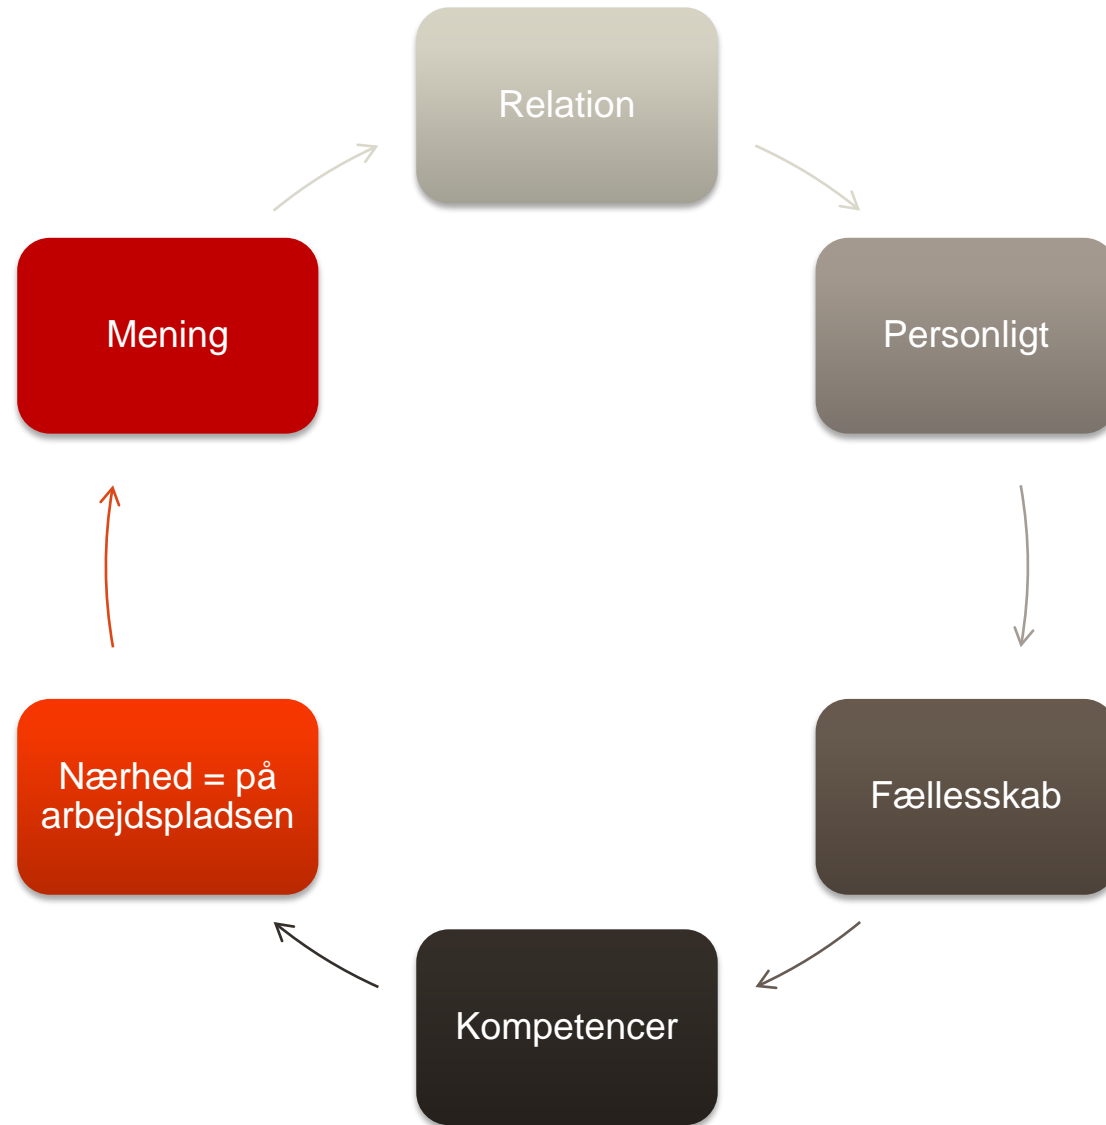 Relation
Personligt
Fællesskab
Kompetencer
Nærhed = på
arbejdspladsen
Mening